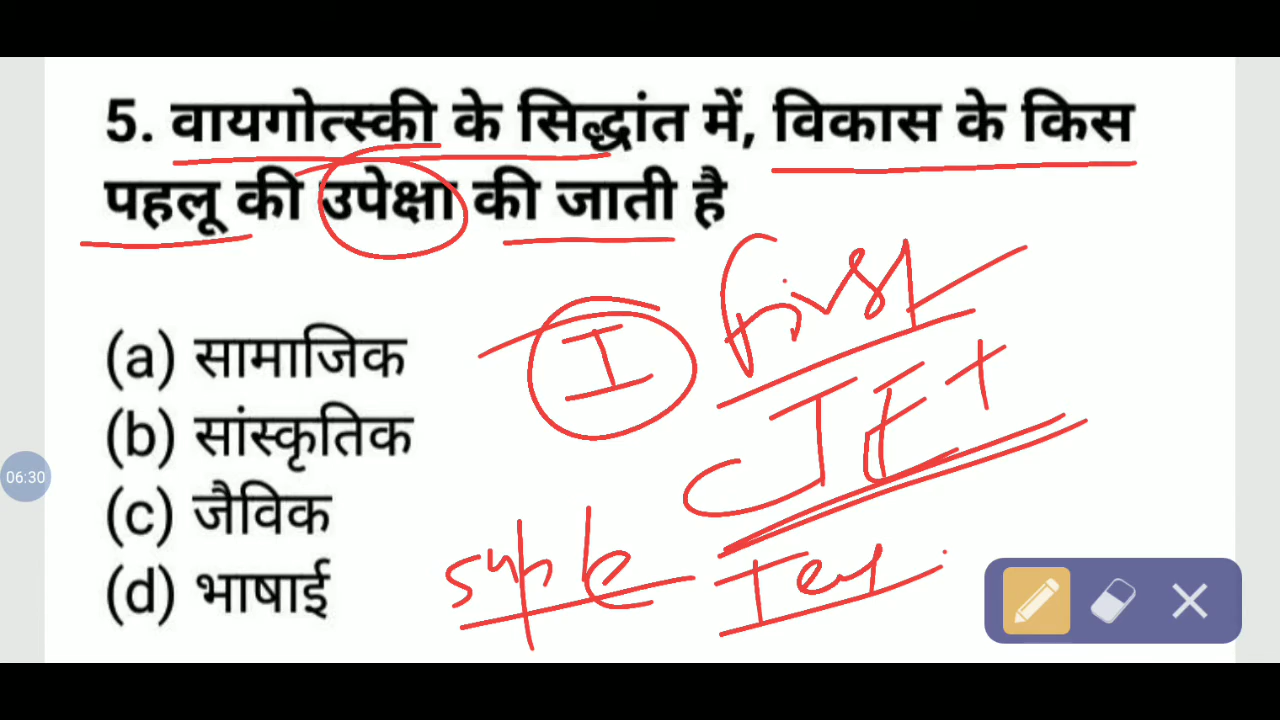 5. वायगोत्स्की के सिद्धांत में, विकास के किस
पहलू की उपेक्षा की जाती है
I first
JET
(a) सामाजिक
(b) सांस्कृतिक
(c) जैविक
(d) भाषाई
06:30